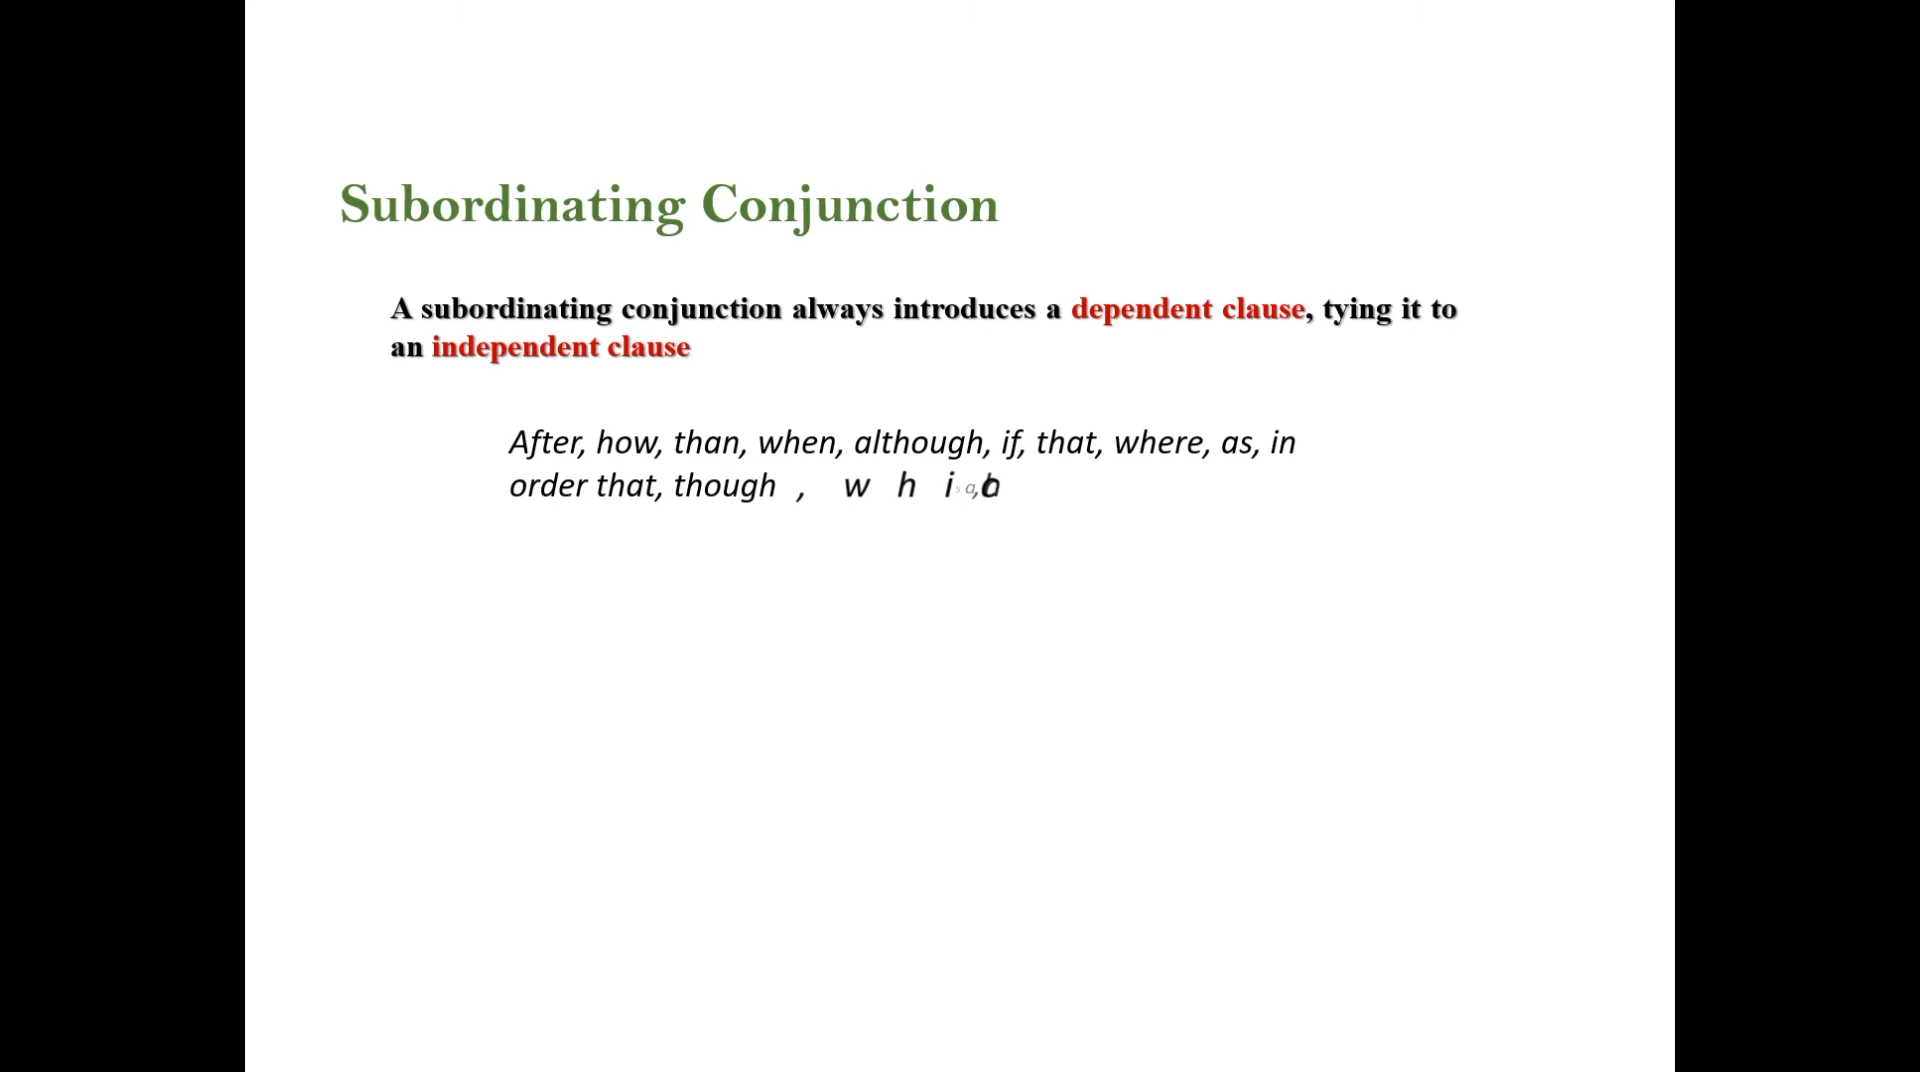 Subordinating Conjunction
A subordinating conjunction always introduces a dependent clause, tying it to
an independent clause
After, how, than, when, although, if, that, where, as, in
order that, though , w h i